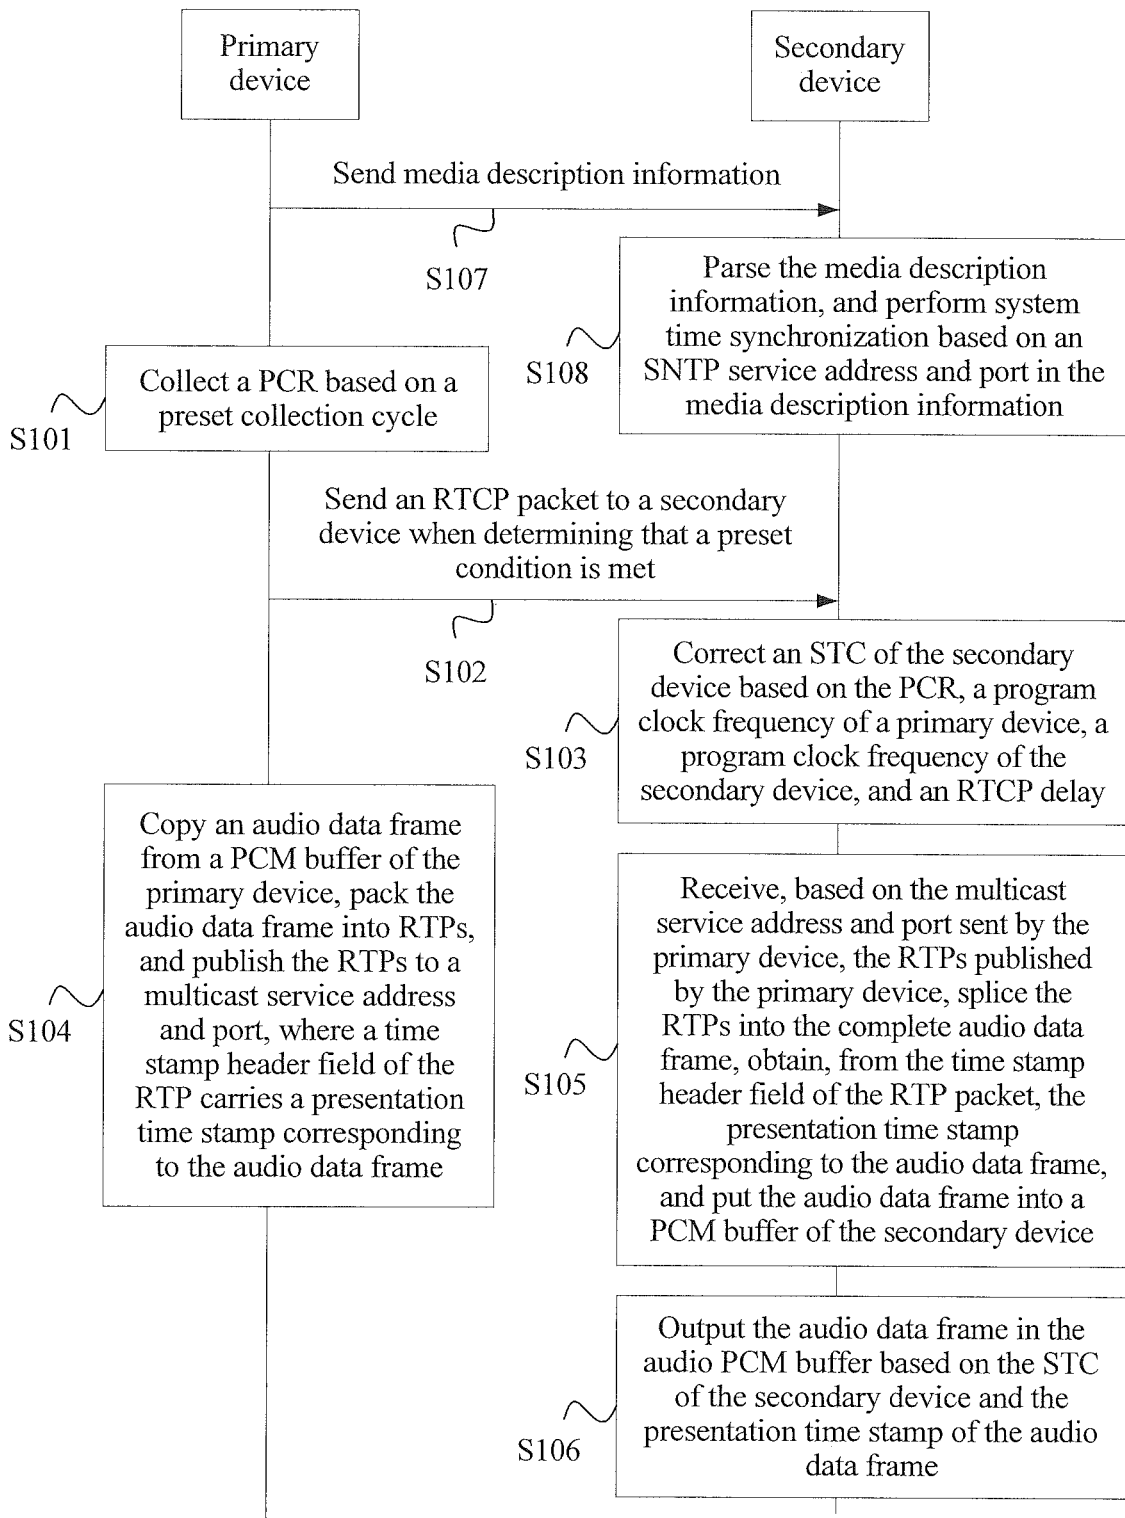 Primary
device
Secondary
device
Send media description information
S107
Parse the media description
information, and perform system
time synchronization based on an
SNTP service address and port in the
media description information
S108
Collect a PCR based on a
preset collection cycle
S101
Send an RTCP packet to a secondary
device when determining that a preset
condition is met
S102
Correct an STC of the secondary
device based on the PCR, a program
clock frequency of a primary device, a
program clock frequency of the
secondary device, and an RTCP delay
S103
Copy an audio data frame
from a PCM buffer of the
primary device, pack the
audio data frame into RTPs,
and publish the RTPs to a
multicast service address
and port, where a time
stamp header field of the
RTP carries a presentation
time stamp corresponding
to the audio data frame
S104
Receive, based on the multicast
service address and port sent by the
primary device, the RTPs published
by the primary device, splice the
RTPs into the complete audio data
frame, obtain, from the time stamp
header field of the RTP packet, the
presentation time stamp
corresponding to the audio data frame,
and put the audio data frame into a
PCM buffer of the secondary device
S105
Output the audio data frame in the
audio PCM buffer based on the STC
of the secondary device and the
presentation time stamp of the audio
data frame
S106